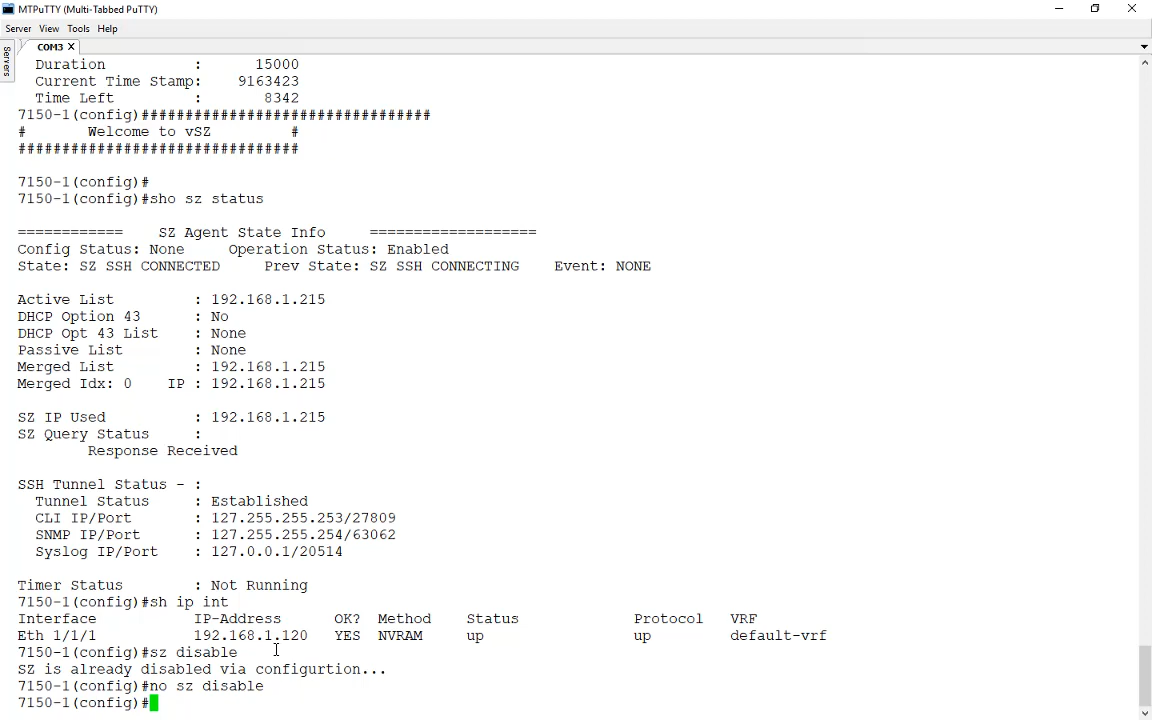 MTPuTTY (Multi-Tabbed PuTTY)
Server View Tools Help
Servers
COM3 X
Duration : 15000
Current Time Stamp: 9163423
Time Left : 8342
7150-1(config)#################################
# Welcome to vSZ #
################################
7150-1(config)#
7150-1(config)#sho sz status
============ SZ Agent State Info ===================
Config Status: None Operation Status: Enabled
State: SZ SSH CONNECTED Prev State: SZ SSH CONNECTING Event: NONE
Active List : 192.168.1.215
DHCP Option 43 : No
DHCP Opt 43 List : None
Passive List : None
Merged List : 192.168.1.215
Merged Idx: 0 IP : 192.168.1.215
SZ IP Used : 192.168.1.215
SZ Query Status :
Response Received
SSH Tunnel Status - :
Tunnel Status : Established
CLI IP/Port : 127.255.255.253/27809
SNMP IP/Port : 127.255.255.254/63062
Syslog IP/Port : 127.0.0.1/20514
Timer Status : Not Running
7150-1(config)#sh ip int
Interface IP-Address OK? Method Status Protocol VRF
Eth 1/1/1 192.168.1.120 YES NVRAM up up default-vrf
7150-1(config)#sz disable
SZ is already disabled via configurtion...
7150-1(config)#no sz disable
7150-1(config)#